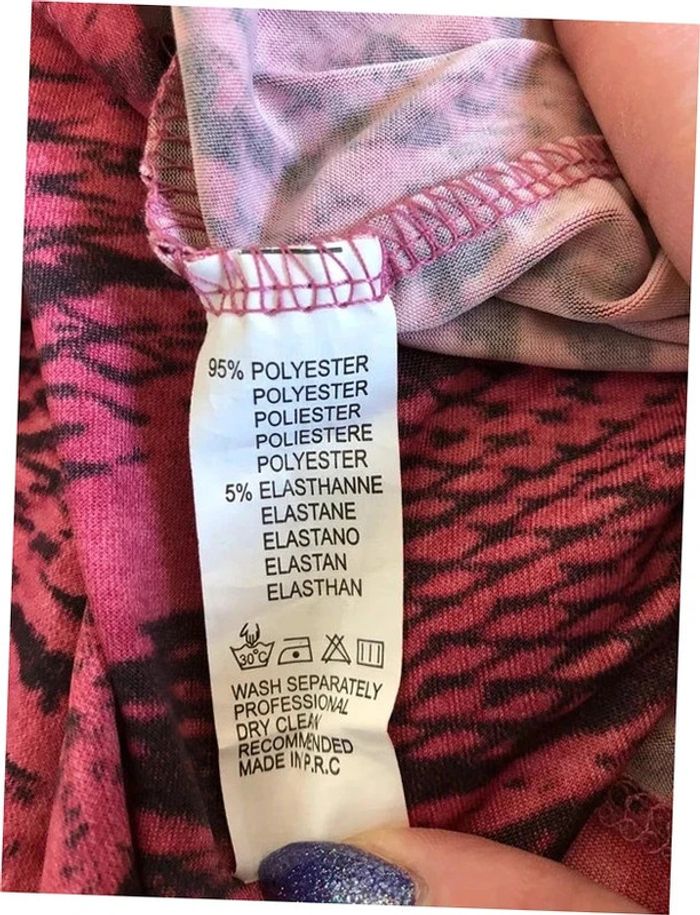 95% POLYESTER
POLYESTER
POLIESTER
POLIESTERE
POLYESTER
5% ELASTHANNE
ELASTANE
ELASTANO
ELASTAN
ELASTHAN
30°C
WASH SEPARATELY
PROFESSIONAL
DRY CLEAN
RECOMMENDED
MADE IN P.R.C